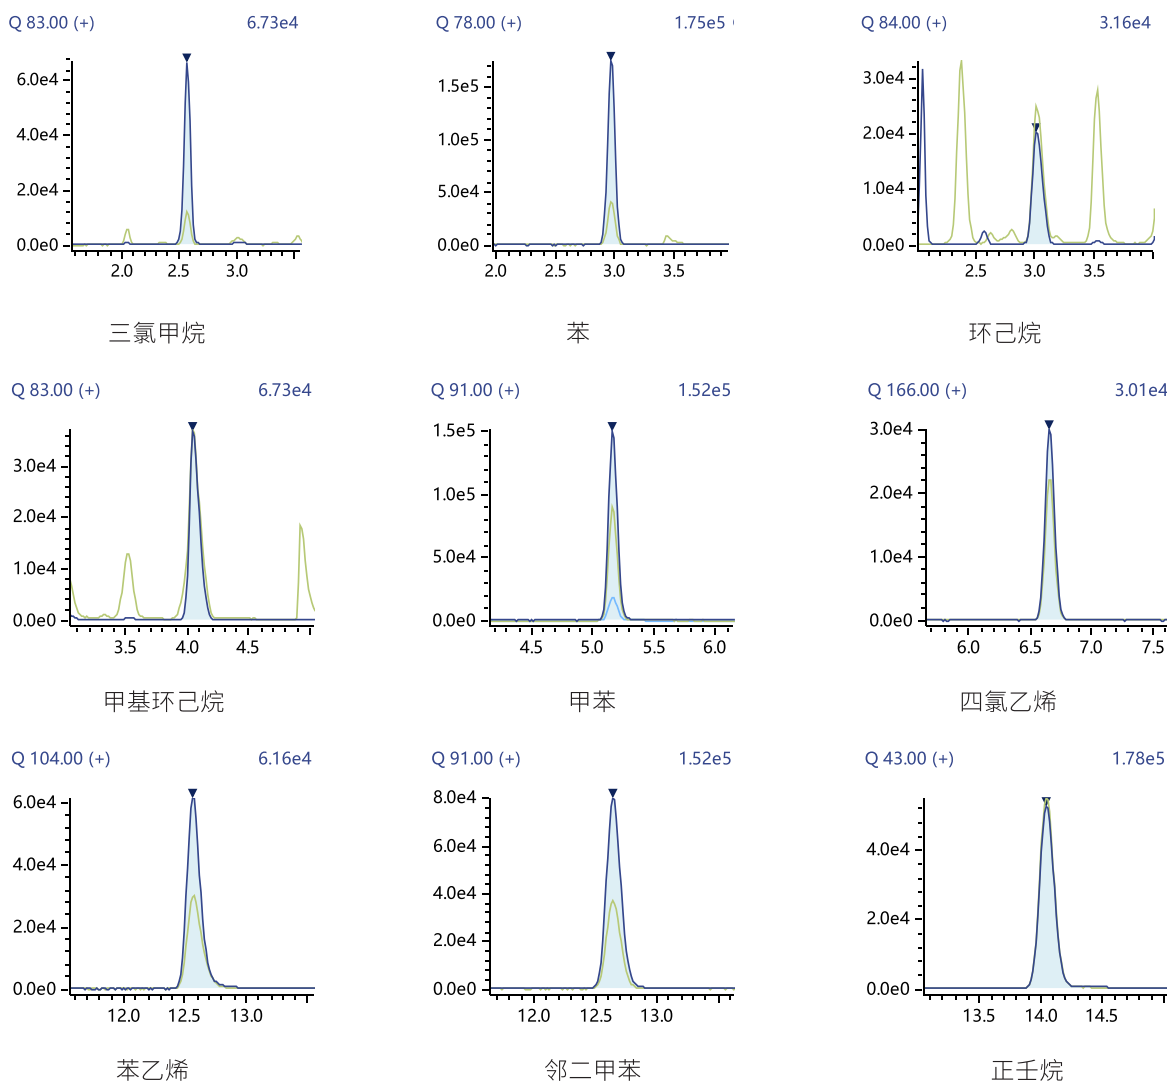 Q 83.00 (+) 6.73e4
6.0e4
4.0e4
2.0e4
0.0e0
2.0 2.5 3.0
三氯甲烷
Q 78.00 (+) 1.75e5
1.5e5
1.0e5
5.0e4
0.0e0
2.0 2.5 3.0 3.5
苯
Q 84.00 (+) 3.16e4
3.0e4
2.0e4
1.0e4
0.0e0
2.5 3.0 3.5
环己烷
Q 83.00 (+) 6.73e4
3.0e4
2.0e4
1.0e4
0.0e0
3.5 4.0 4.5
甲基环己烷
Q 91.00 (+) 1.52e5
1.5e5
1.0e5
5.0e4
0.0e0
4.5 5.0 5.5 6.0
甲苯
Q 166.00 (+) 3.01e4
3.0e4
2.0e4
1.0e4
0.0e0
6.0 6.5 7.0 7.5
四氯乙烯
Q 104.00 (+) 6.16e4
6.0e4
4.0e4
2.0e4
0.0e0
12.0 12.5 13.0
苯乙烯
Q 91.00 (+) 1.52e5
8.0e4
6.0e4
4.0e4
2.0e4
0.0e0
12.0 12.5 13.0
邻二甲苯
Q 43.00 (+) 1.78e5
4.0e4
2.0e4
0.0e0
13.5 14.0 14.5
正壬烷